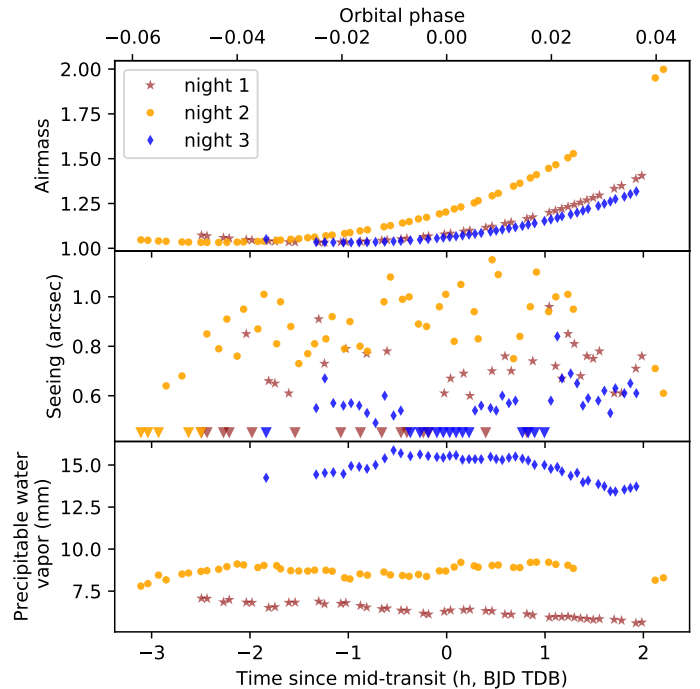 Orbital phase
−0.06 −0.04 −0.02 0.00 0.02 0.04
2.00
1.75
1.50
1.25
1.00
Airmass
night 1
night 2
night 3
1.0
0.8
0.6
Seeing (arcsec)
15.0
12.5
10.0
7.5
Precipitable water
vapor (mm)
−3 −2 −1 0 1 2
Time since mid-transit (h, BJD TDB)